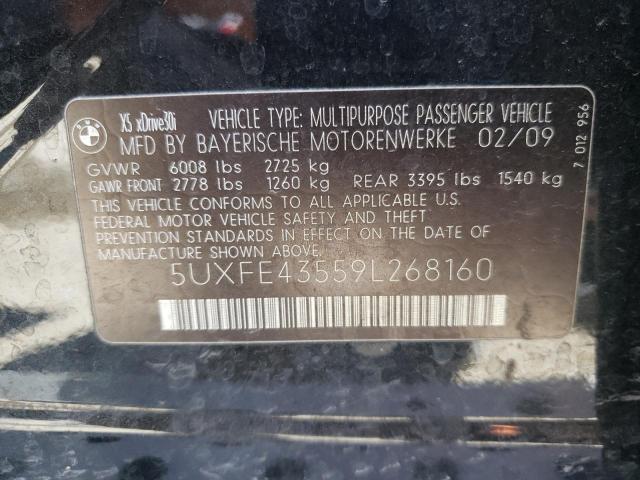 BMW
X5 xDrive30i VEHICLE TYPE: MULTIPURPOSE PASSENGER VEHICLE
MFD BY BAYERISCHE MOTORENWERKE 02/09
GVWR 6008 lbs 2725 kg
GAWR FRONT 2778 lbs 1260 kg REAR 3395 lbs 1540 kg
THIS VEHICLE CONFORMS TO ALL APPLICABLE U.S.
FEDERAL MOTOR VEHICLE SAFETY AND THEFT
PREVENTION STANDARDS IN EFFECT ON THE DATE OF
MANUFACTURE SHOWN ABOVE.
5UXFE43559L268160
7 012 956